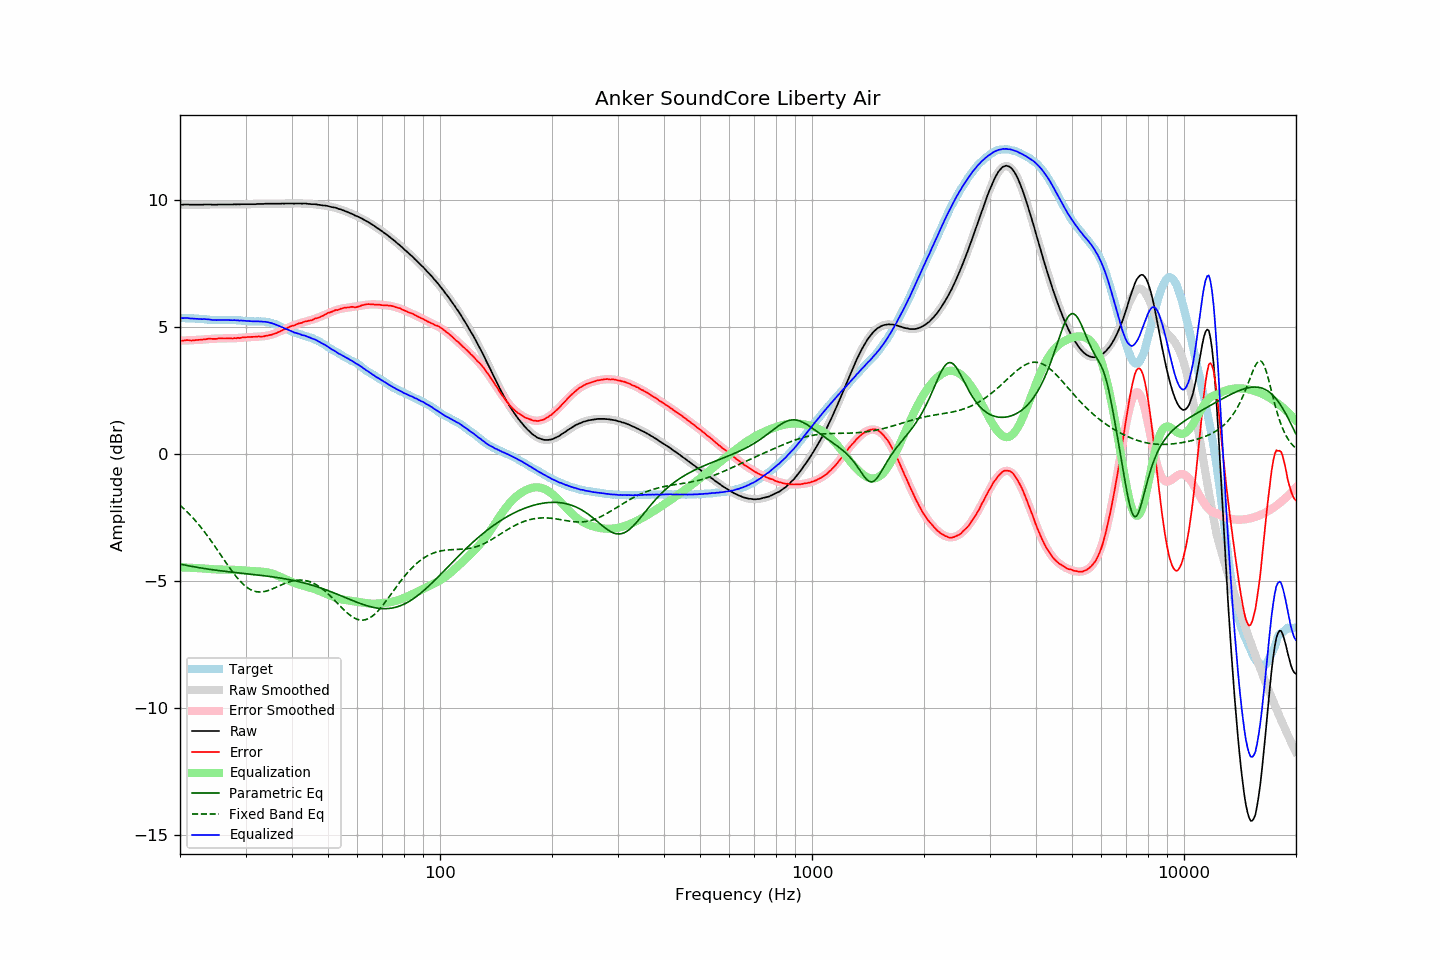 Anker SoundCore Liberty Air
Amplitude (dBr)
10
5
0
−5
−10
−15
Target
Raw Smoothed
Error Smoothed
Raw
Error
Equalization
Parametric Eq
Fixed Band Eq
Equalized
100
1000
10000
Frequency (Hz)